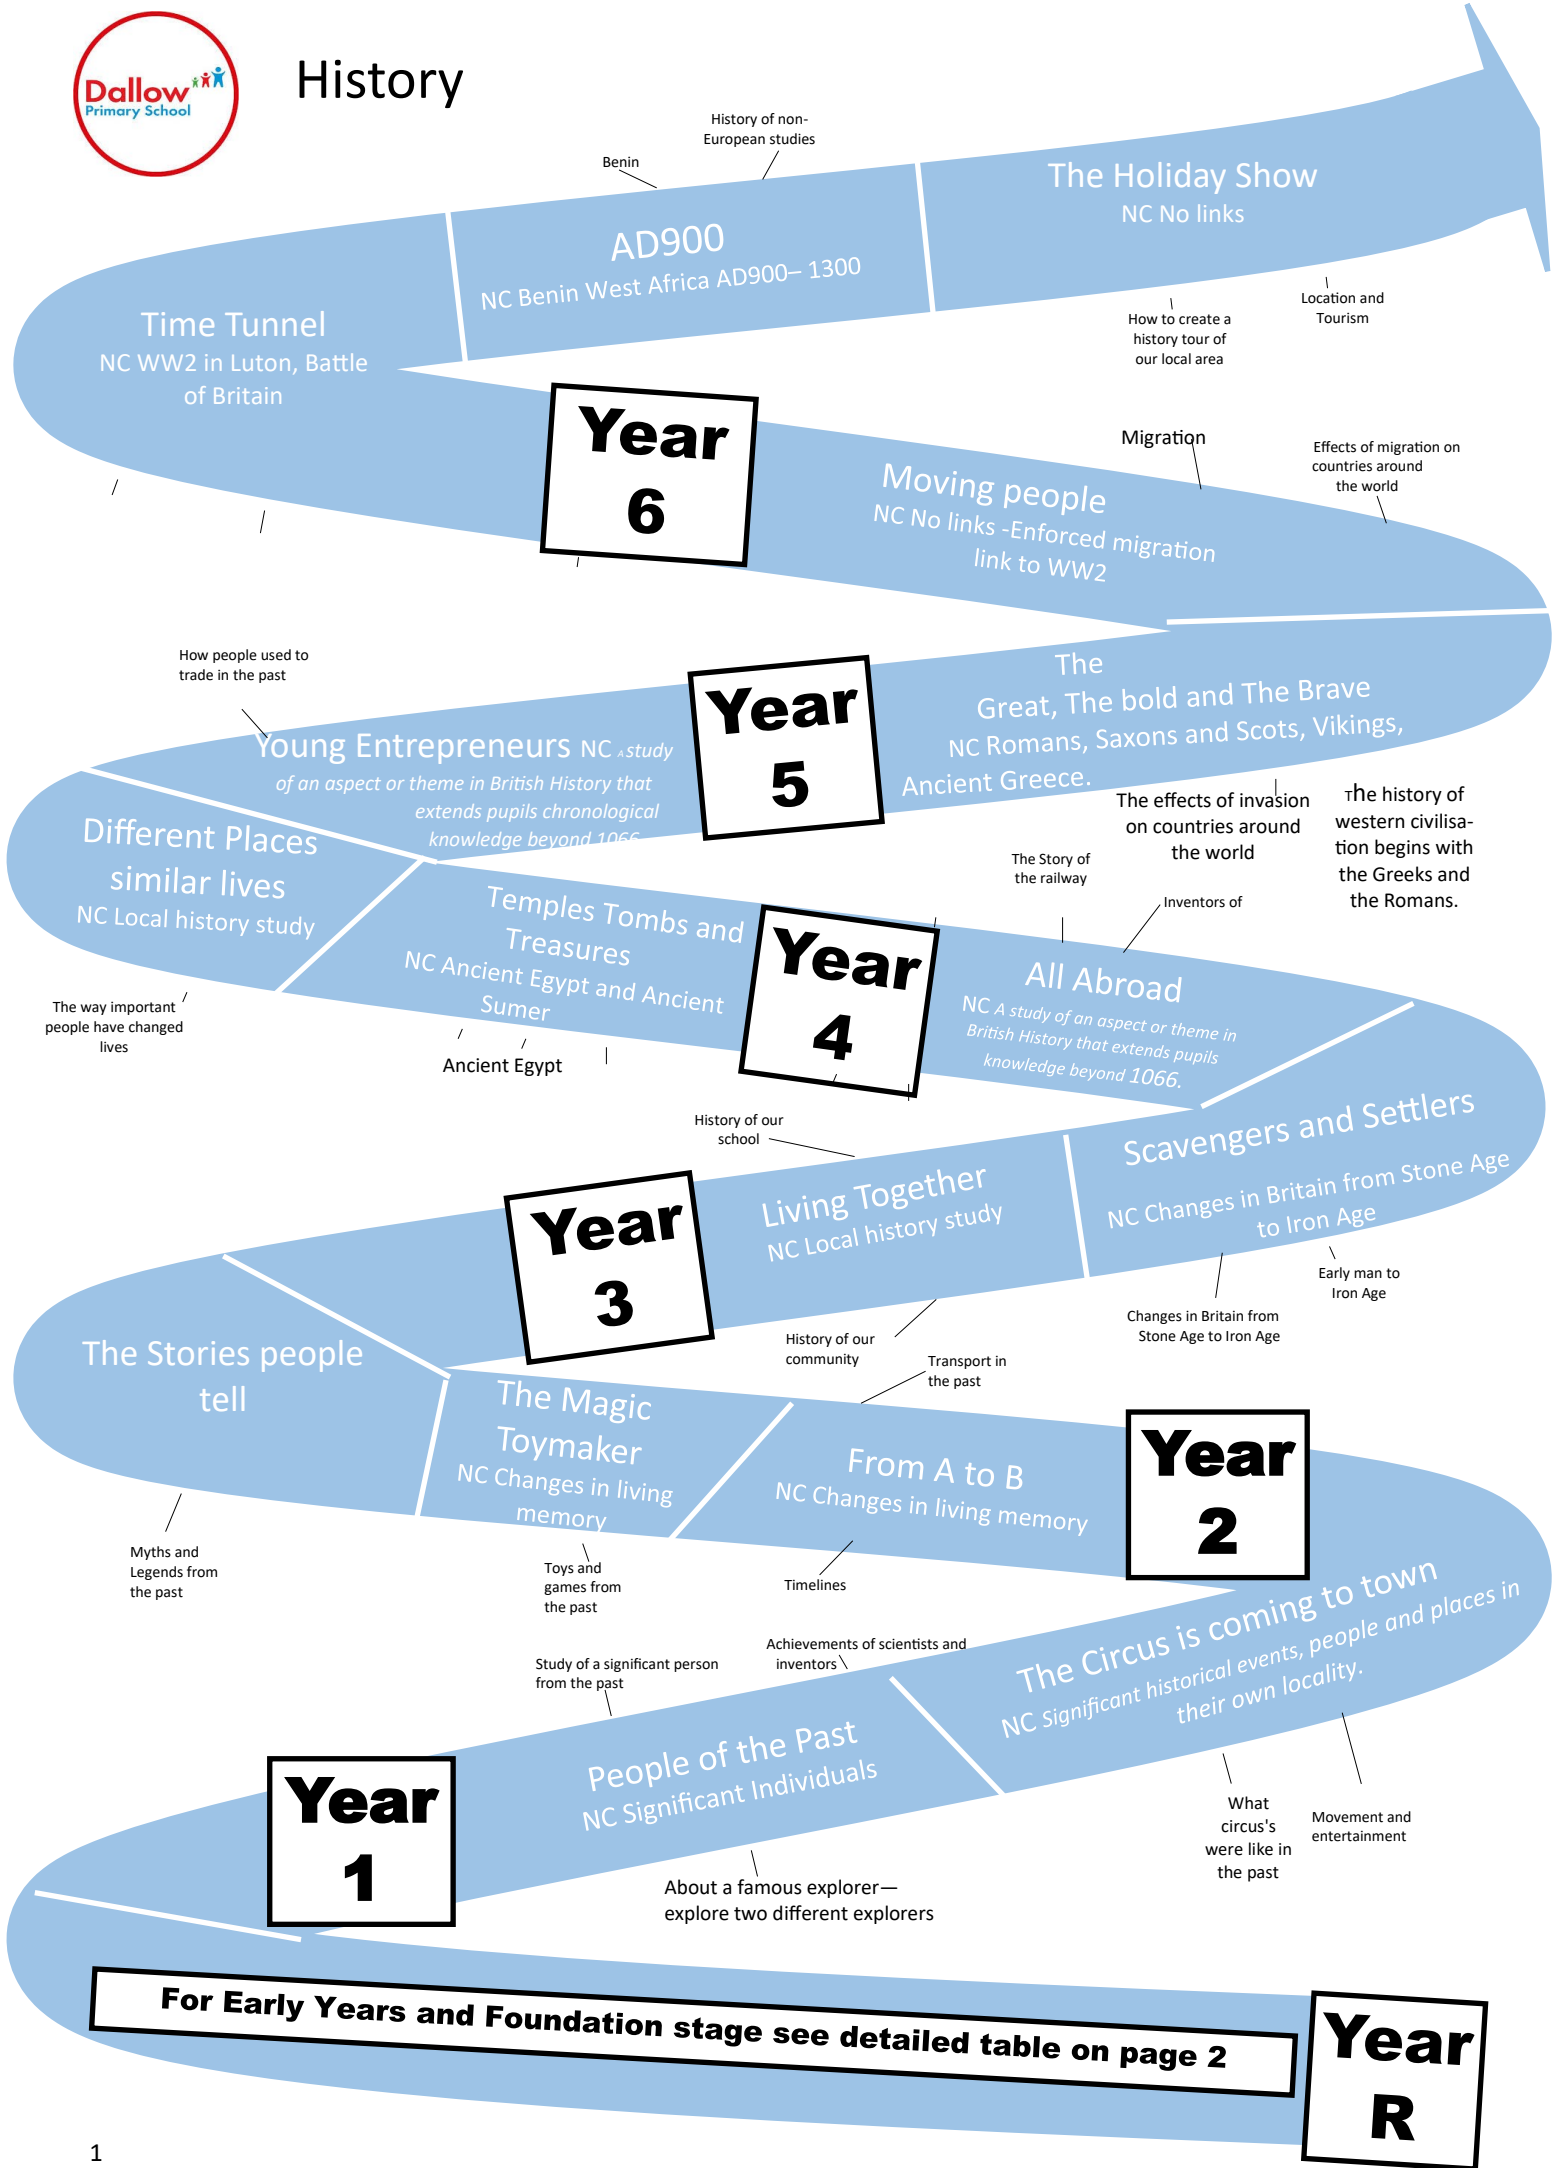 Dallow
Primary School
History
History of non-
European studies
Benin
The Holiday Show
NC No links
AD900
NC Benin West Africa AD900– 1300
Time Tunnel
NC WW2 in Luton, Battle
of Britain
How to create a
history tour of
our local area
Location and
Tourism
Year
6
Migration
Effects of migration on
countries around
the world
Moving people
NC No links -Enforced migration
link to WW2
How people used to
trade in the past
Year
5
The
Great, The bold and The Brave
NC Romans, Saxons and Scots, Vikings,
Ancient Greece.
Young Entrepreneurs NC A study
of an aspect or theme in British History that
extends pupils chronological
knowledge beyond 1066
The effects of invasion
on countries around
the world
The history of
western civilisa-
tion begins with
the Greeks and
the Romans.
Different Places
similar lives
NC Local history study
The Story of
the railway
Inventors of
Temples Tombs and
Treasures
NC Ancient Egypt and Ancient
Sumer
Year
4
All Abroad
NC A study of an aspect or theme in
British History that extends pupils
knowledge beyond 1066.
The way important
people have changed
lives
Ancient Egypt
History of our
school
Scavengers and Settlers
NC Changes in Britain from Stone Age
to Iron Age
Living Together
NC Local history study
Year
3
Early man to
Iron Age
Changes in Britain from
Stone Age to Iron Age
History of our
community
Transport in
the past
The Stories people
tell
The Magic
Toymaker
NC Changes in living
memory
From A to B
NC Changes in living memory
Year
2
Myths and
Legends from
the past
Toys and
games from
the past
Timelines
The Circus is coming to town
NC Significant historical events, people and places in
their own locality.
Achievements of scientists and
inventors
Study of a significant person
from the past
People of the Past
NC Significant Individuals
Year
1
What
circus's
were like in
the past
Movement and
entertainment
About a famous explorer—
explore two different explorers
For Early Years and Foundation stage see detailed table on page 2
Year
R
1